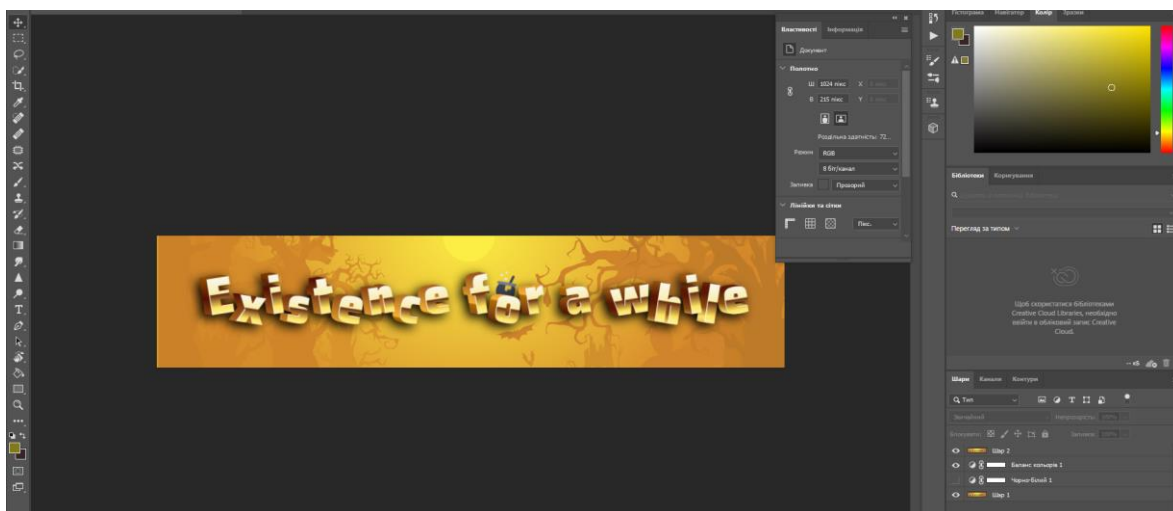 Гістограма Навігатор Колір Зразки
Властивості Інформація
Документ
Полотно
Ш 1024 пікс X
В 215 пікс Y
Роздільна здатність: 72...
Режим RGB
8 біт/канал
Заливка Прозорий
Лінійки та сітки
Пкс.
Existence for a while
Бібліотеки Коригування
Перегляд за типом
Щоб скористатися бібліотеками
Creative Cloud Libraries, необхідно
ввійти в обліковий запис Creative
Cloud.
Шари Канали Контури
Тип
Звичайний Непрозорість: 100%
Блокувати: Заливка: 100%
Шар 2
Баланс кольорів 1
Чорно-білий 1
Шар 1